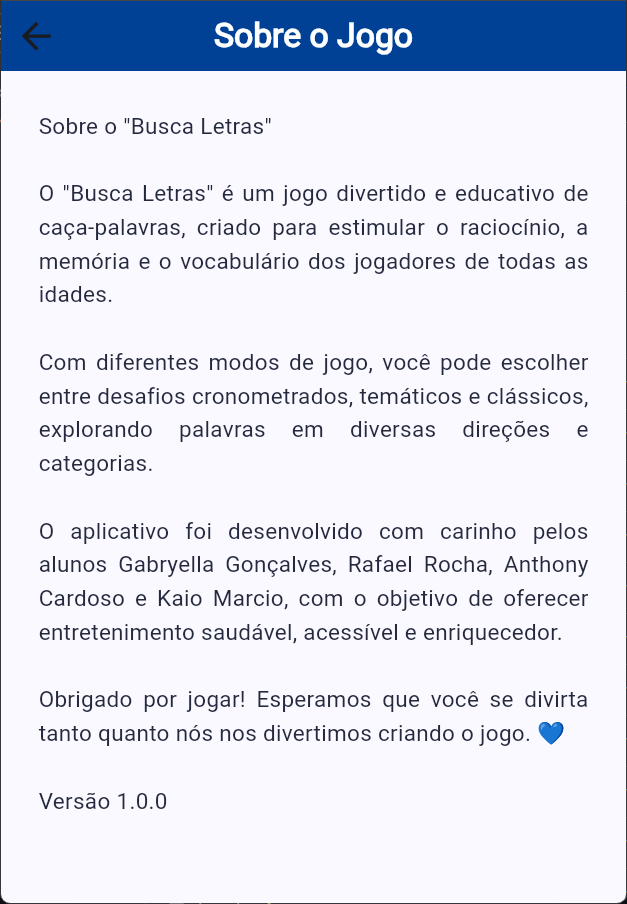 Sobre o Jogo
Sobre o "Busca Letras"
O "Busca Letras" é um jogo divertido e educativo de
caça-palavras, criado para estimular o raciocínio, a
memória e o vocabulário dos jogadores de todas as
idades.
Com diferentes modos de jogo, você pode escolher
entre desafios cronometrados, temáticos e clássicos,
explorando palavras em diversas direções e
categorias.
O aplicativo foi desenvolvido com carinho pelos
alunos Gabryella Gonçalves, Rafael Rocha, Anthony
Cardoso e Kaio Marcio, com o objetivo de oferecer
entretenimento saudável, acessível e enriquecedor.
Obrigado por jogar! Esperamos que você se divirta
tanto quanto nós nos divertimos criando o jogo. 💙
Versão 1.0.0